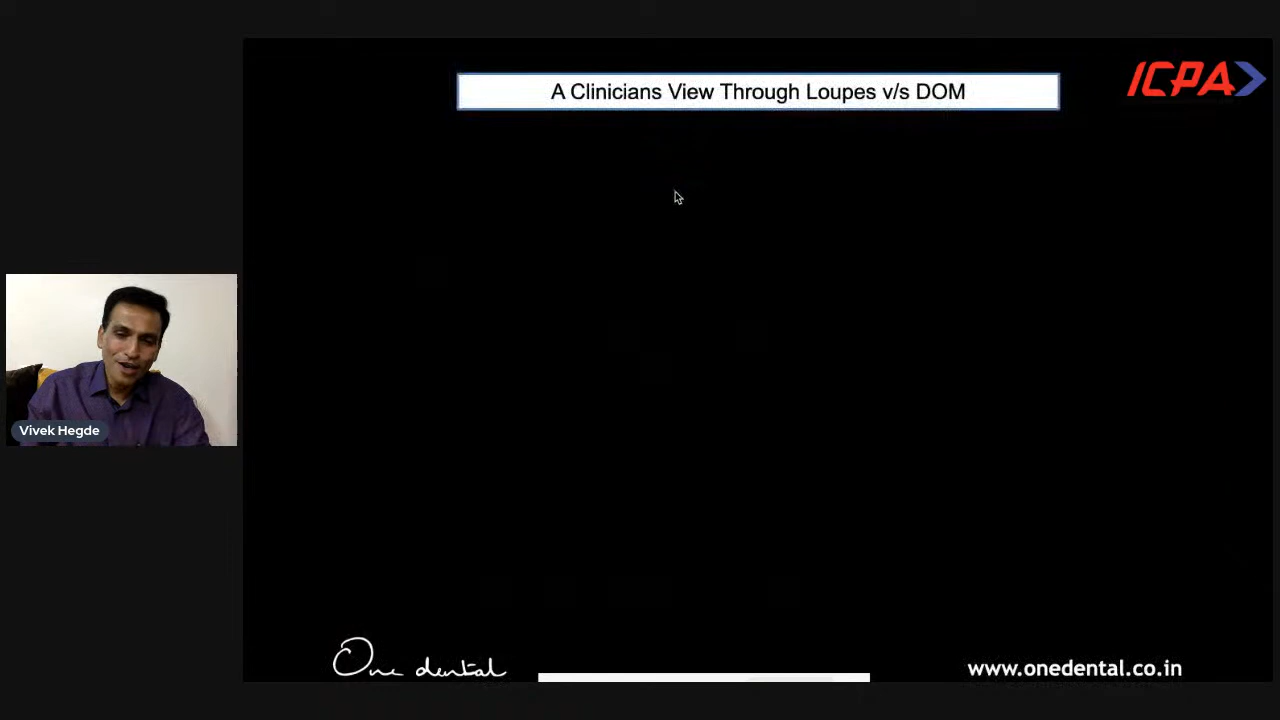 A Clinicians View Through Loupes v/s DOM
ICPA
Vivek Hegde
One dental
www.onedental.co.in